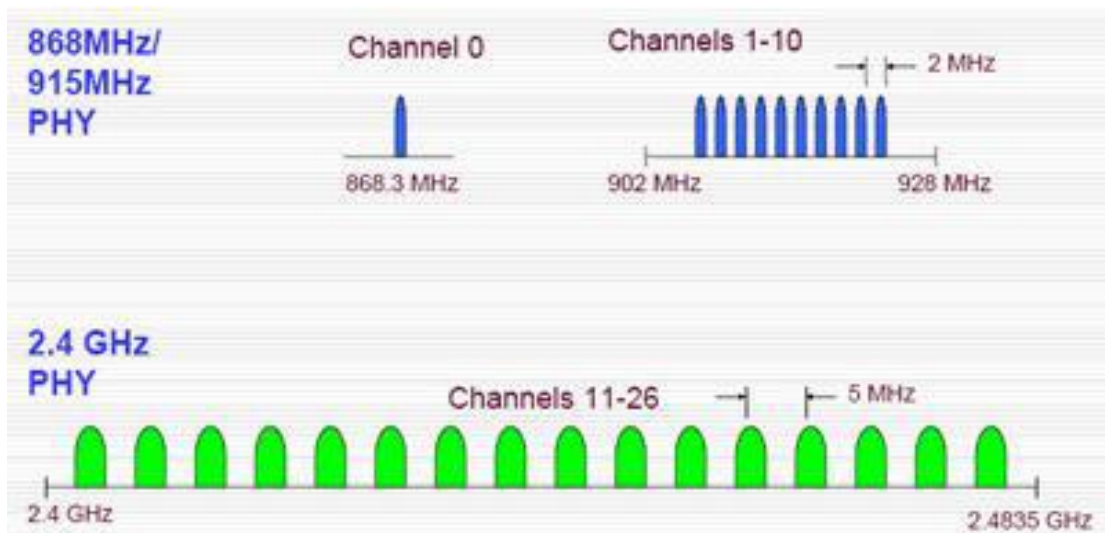 868MHz/
915MHz
PHY
Channel 0
Channels 1-10
2 MHz
868.3 MHz
902 MHz
928 MHz
2.4 GHz
PHY
Channels 11-26
5 MHz
2.4 GHz
2.4835 GHz